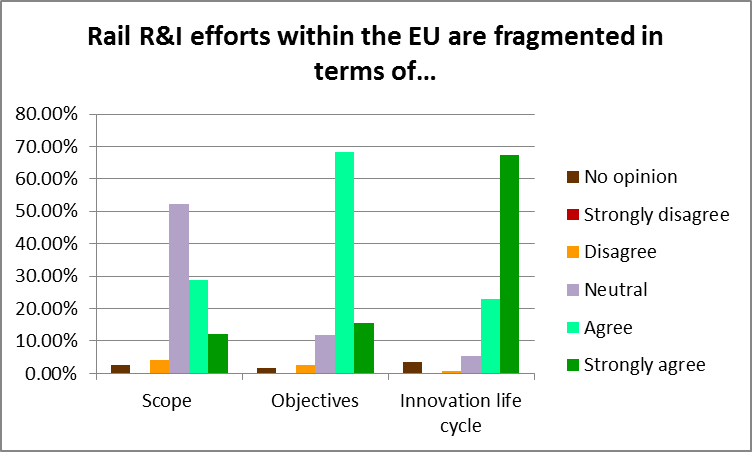 Rail R&I efforts within the EU are fragmented in
terms of…
80.00%
70.00%
60.00%
50.00%
40.00%
30.00%
20.00%
10.00%
0.00%
Scope
Objectives
Innovation life
cycle
No opinion
Strongly disagree
Disagree
Neutral
Agree
Strongly agree